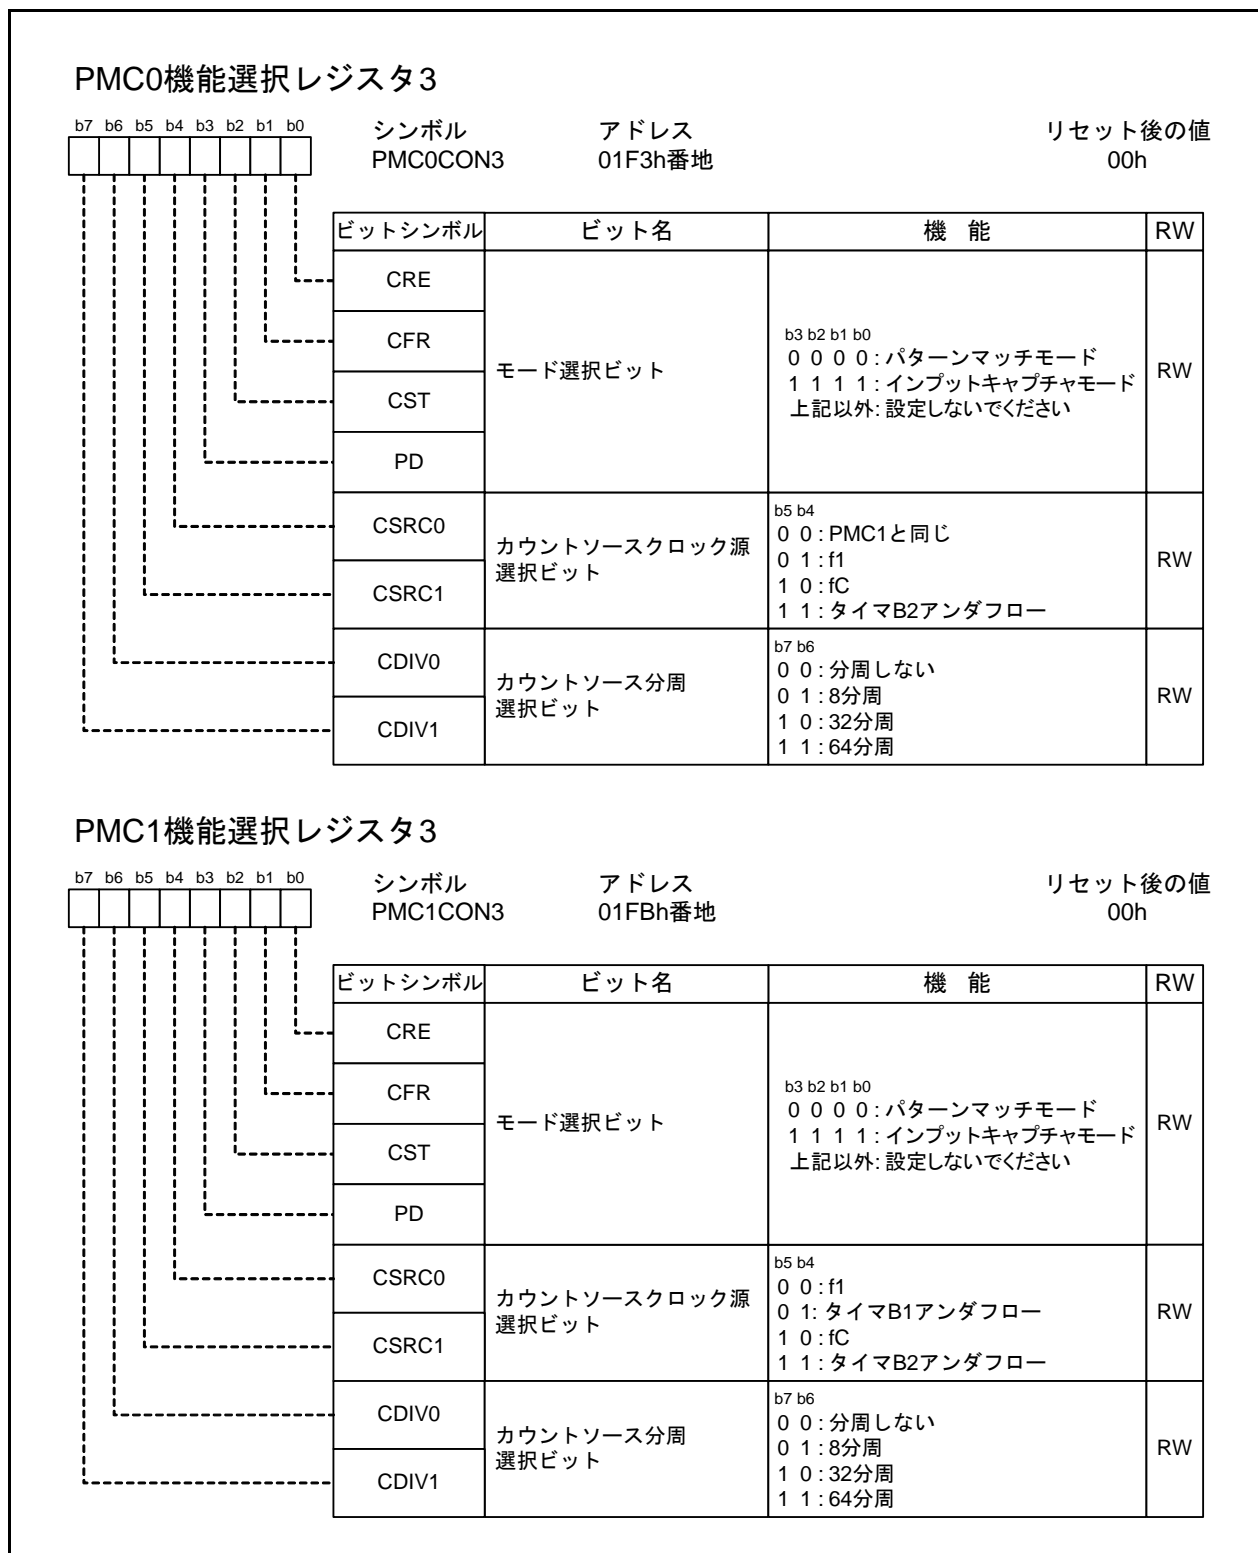 PMC0機能選択レジスタ3
b7 b6 b5 b4 b3 b2 b1 b0
シンボル アドレス リセット後の値
PMC0CON3 01F3h番地 00h
ビットシンボル ビット名 機 能 RW
CRE
CFR
CST
PD
モード選択ビット
b3 b2 b1 b0
0 0 0 0 : パターンマッチモード
1 1 1 1 : インプットキャプチャモード
上記以外: 設定しないでください
RW
CSRC0
CSRC1
カウントソースクロック源
選択ビット
b5 b4
0 0 : PMC1と同じ
0 1 : f1
1 0 : fC
1 1 : タイマB2アンダフロー
RW
CDIV0
CDIV1
カウントソース分周
選択ビット
b7 b6
0 0 : 分周しない
0 1 : 8分周
1 0 : 32分周
1 1 : 64分周
RW
PMC1機能選択レジスタ3
b7 b6 b5 b4 b3 b2 b1 b0
シンボル アドレス リセット後の値
PMC1CON3 01FBh番地 00h
ビットシンボル ビット名 機 能 RW
CRE
CFR
CST
PD
モード選択ビット
b3 b2 b1 b0
0 0 0 0 : パターンマッチモード
1 1 1 1 : インプットキャプチャモード
上記以外: 設定しないでください
RW
CSRC0
CSRC1
カウントソースクロック源
選択ビット
b5 b4
0 0 : f1
0 1: タイマB1アンダフロー
1 0 : fC
1 1 : タイマB2アンダフロー
RW
CDIV0
CDIV1
カウントソース分周
選択ビット
b7 b6
0 0 : 分周しない
0 1 : 8分周
1 0 : 32分周
1 1 : 64分周
RW